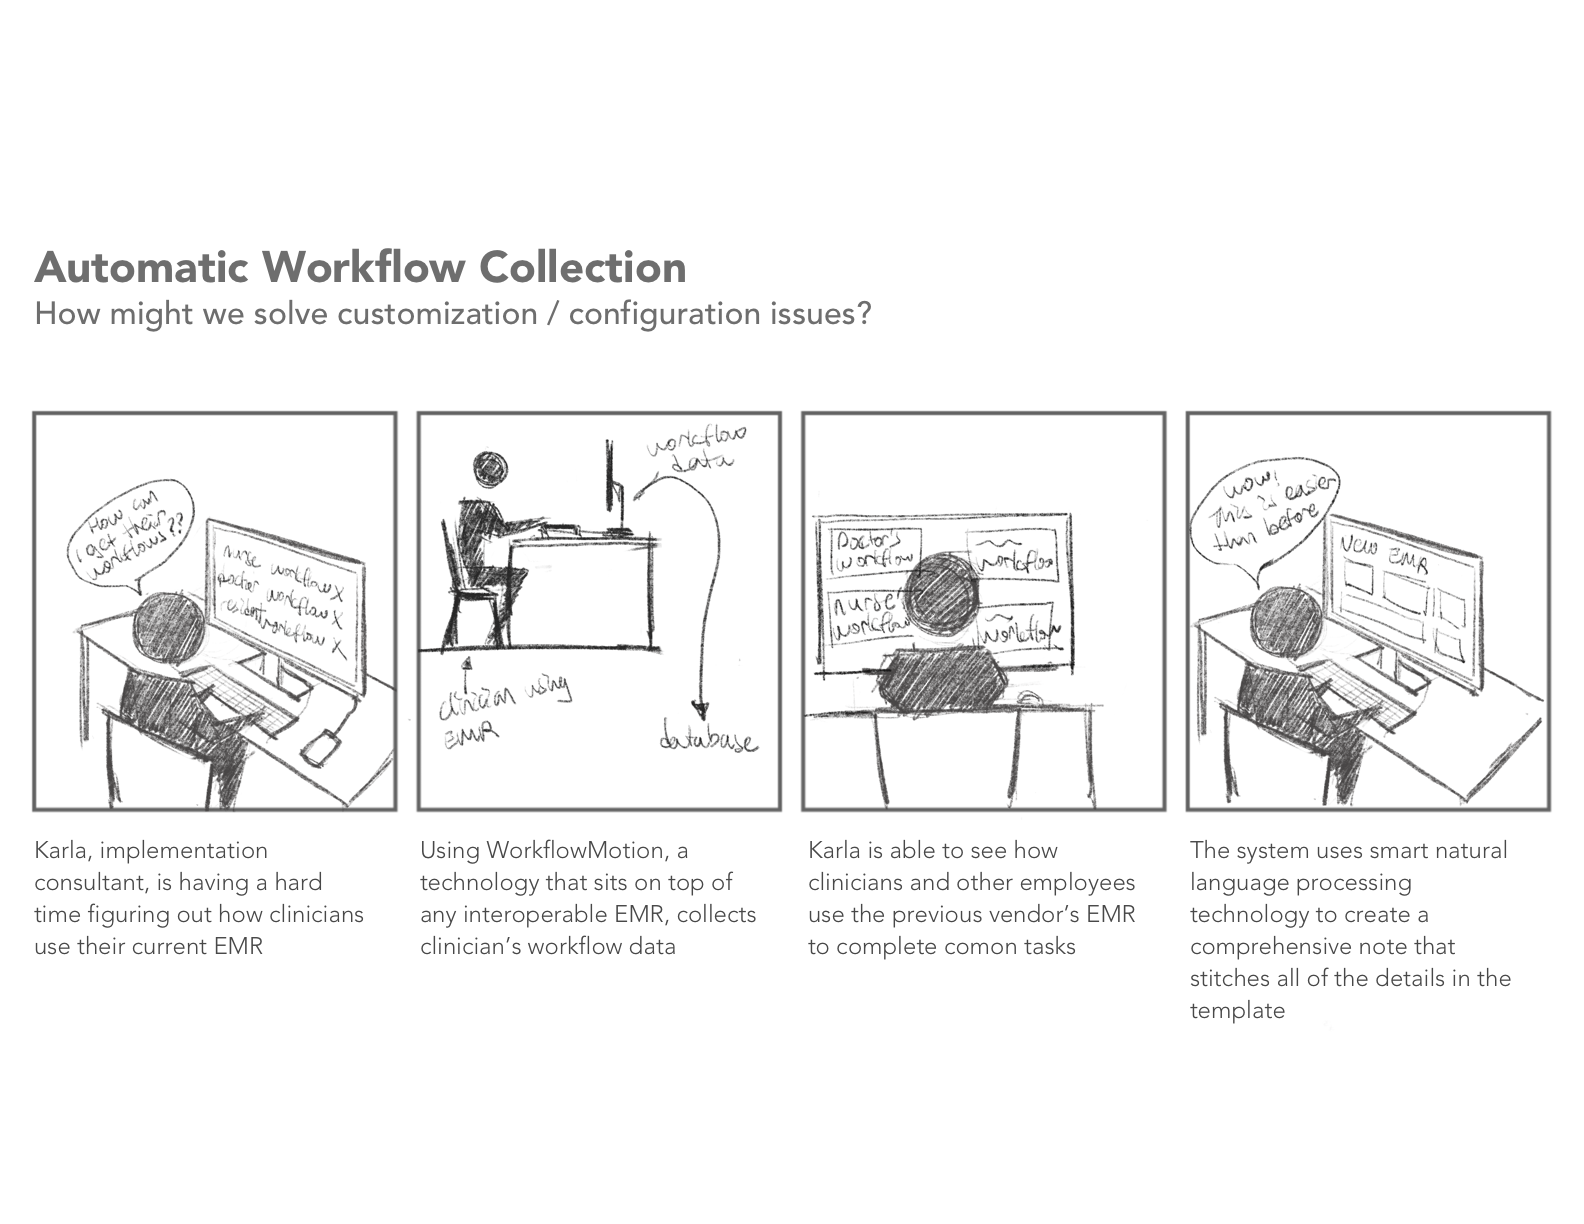 Automatic Workflow Collection
How might we solve customization / configuration issues?
How can
I get their
workflows??
nurse workflow X
Doctor workflow X
resident workflow X
Karla, implementation
consultant, is having a hard
time figuring out how clinicians
use their current EMR
workflow
data
clinician using
EMR
database
Using WorkflowMotion, a
technology that sits on top of
any interoperable EMR, collects
clinician’s workflow data
Doctor's
workflow
workflow
nurse
workflow
workflow
Karla is able to see how
clinicians and other employees
use the previous vendor’s EMR
to complete comon tasks
wow!
This is easier
than before
New EMR
The system uses smart natural
language processing
technology to create a
comprehensive note that
stitches all of the details in the
template